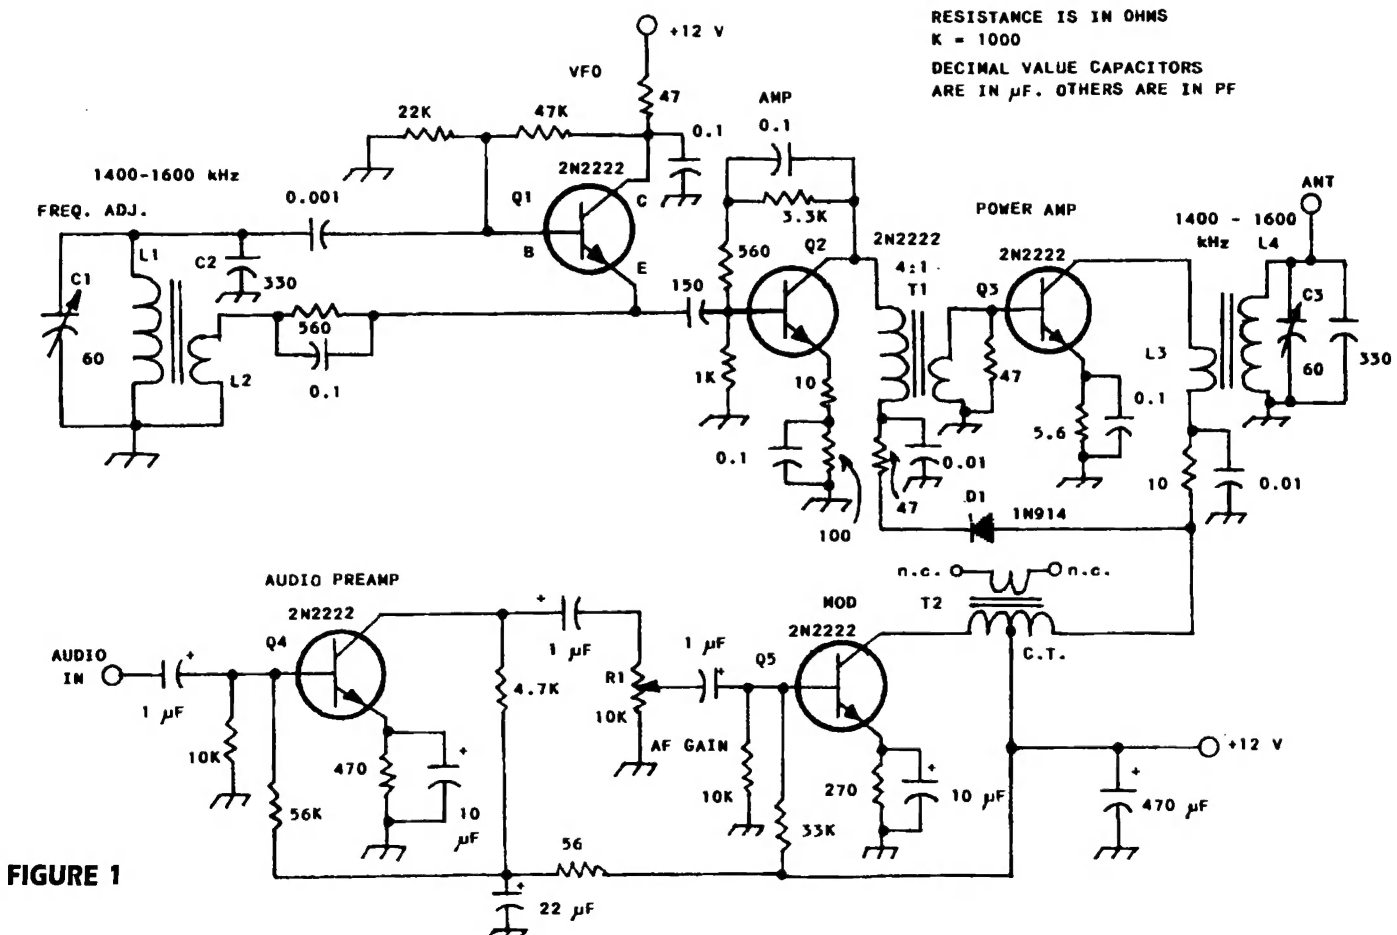 RESISTANCE IS IN OHMS
K = 1000
DECIMAL VALUE CAPACITORS
ARE IN µF. OTHERS ARE IN PF
+12 V
VFO
47
22K
47K
0.1
AMP
0.1
2N2222
1400-1600 kHz
0.001
Q1
C
3.3K
POWER AMP
ANT
FREQ. ADJ.
B
E
560
Q2
2N2222
4:1
T1
2N2222
1400 - 1600
kHz
L4
L1
C2
330
C1
150
Q3
C3
560
60
L2
0.1
1K
10
47
L3
60
330
0.1
5.6
0.1
0.01
10
0.01
47
D1
1N914
100
n.c.
n.c.
T2
C.T.
AUDIO PREAMP
2N2222
+
1 µF
MOD
2N2222
AUDIO
IN
+
1 µF
Q4
4.7K
R1
10K
AF GAIN
1 µF
+
Q5
+12 V
10K
470
+
10
µF
10K
270
+
10 µF
+
470 µF
56K
33K
56
+
22 µF
FIGURE 1